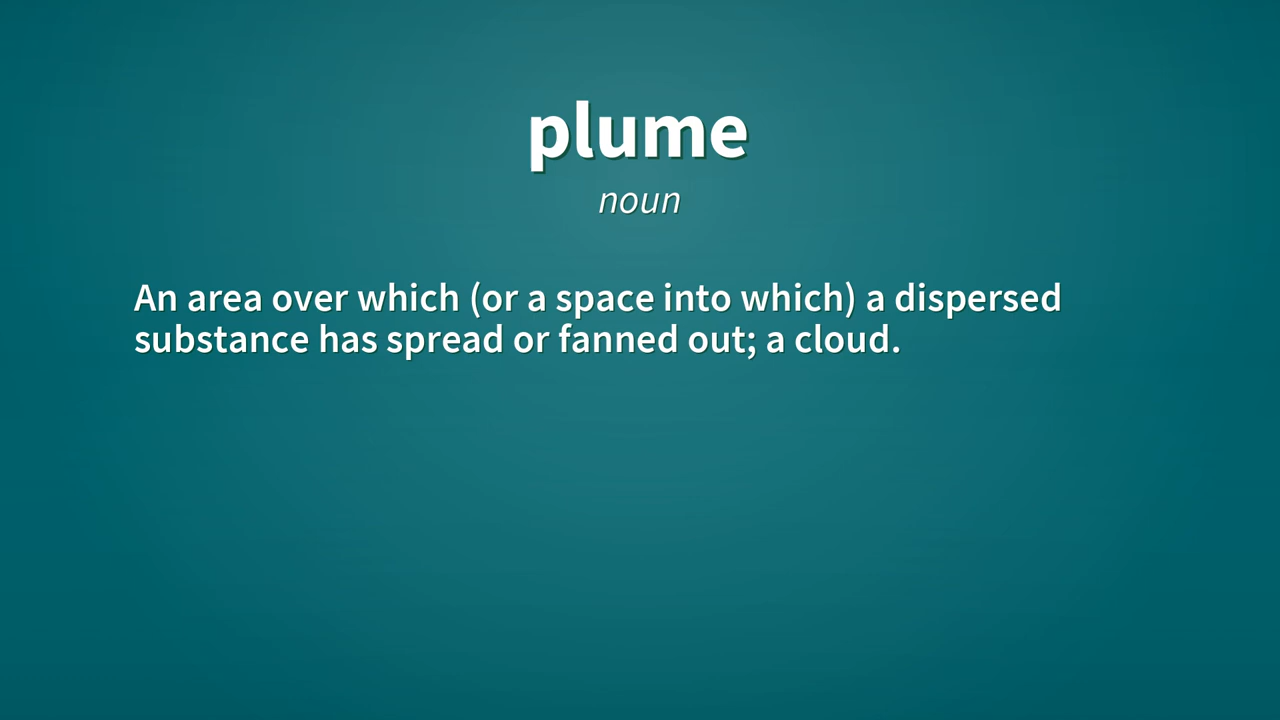 plume
noun
An area over which (or a space into which) a dispersed
substance has spread or fanned out; a cloud.